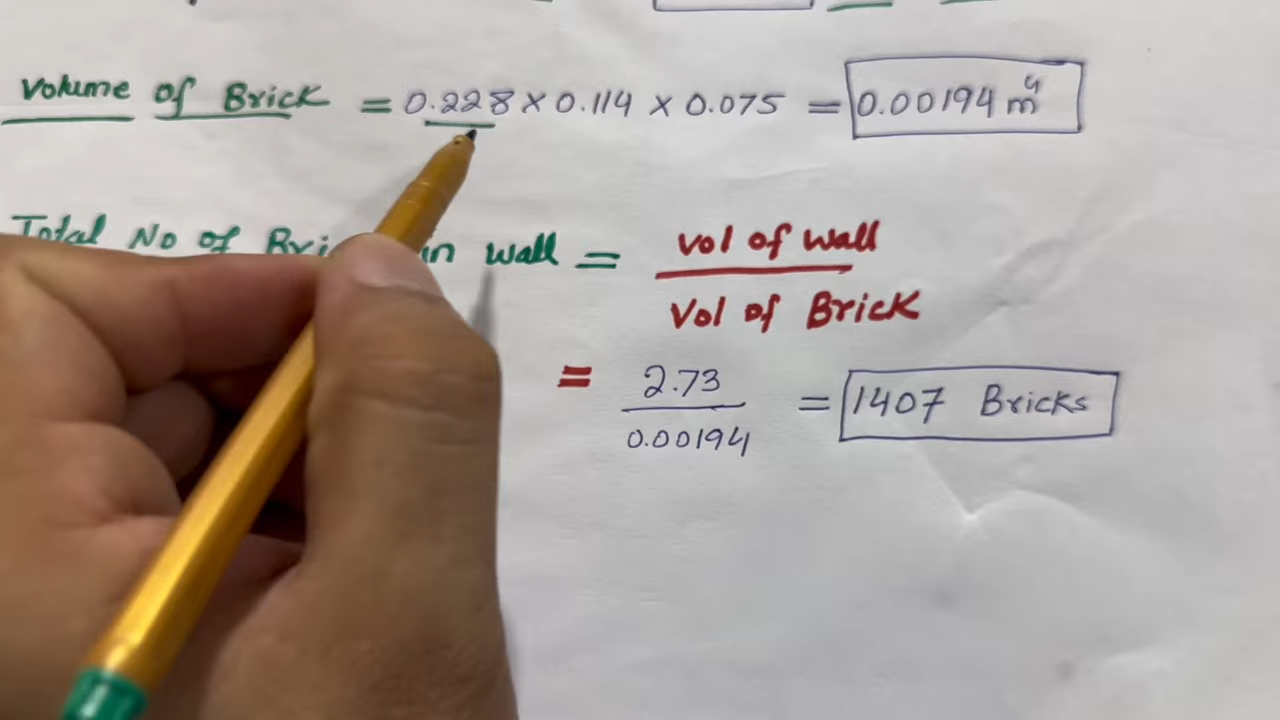 Volume of Brick = 0.228 x 0.114 x 0.075 = 0.00194 m⁴
Total No of Bri in wall = vol of wall
Vol of Brick
= 2.73 = 1407 Bricks
0.00194